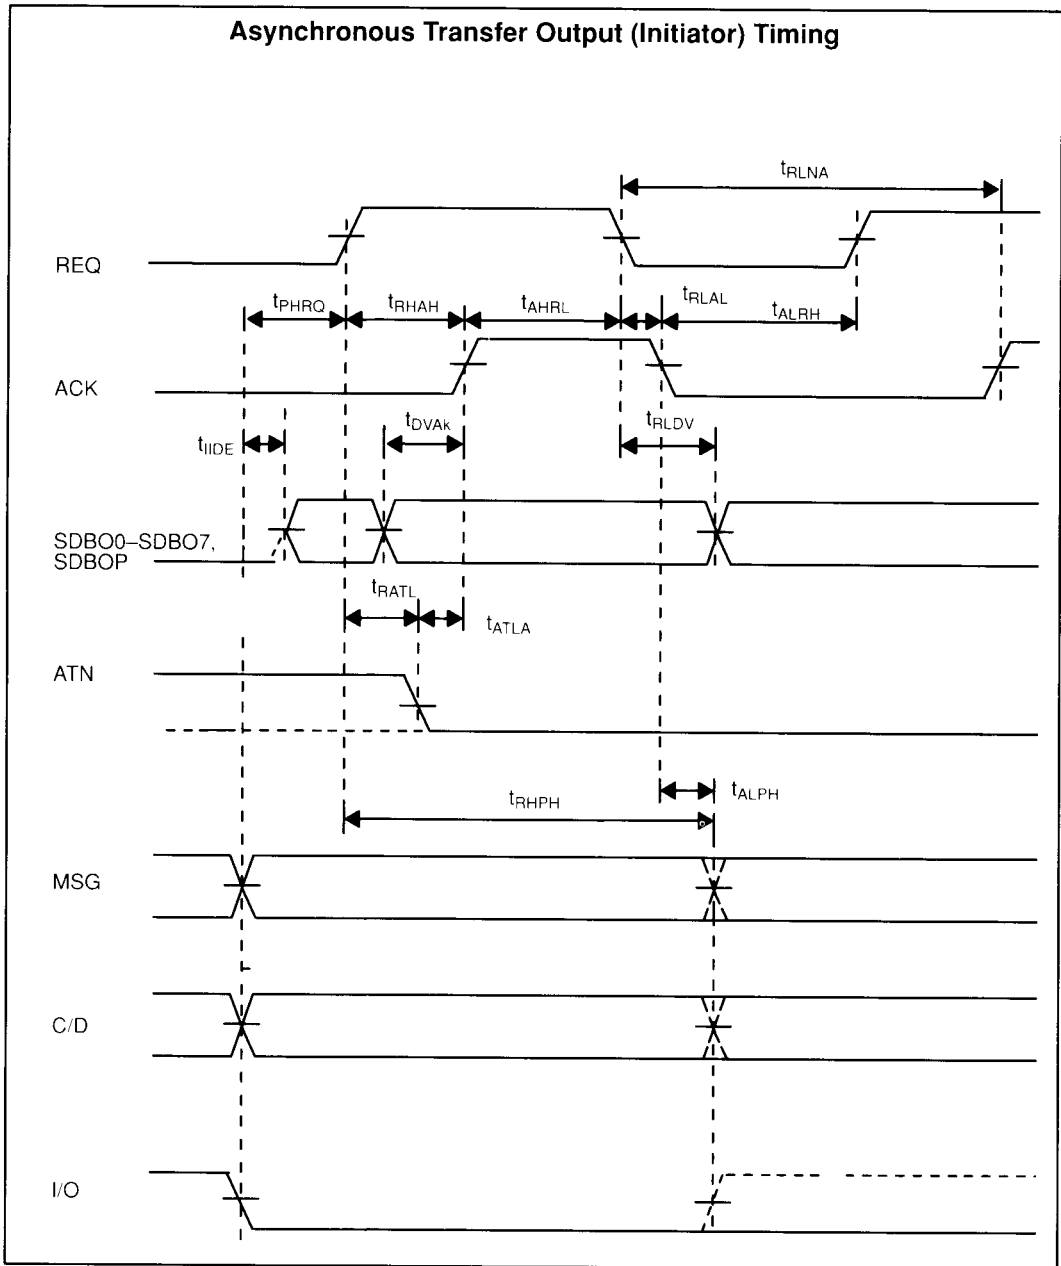 Asynchronous Transfer Output (Initiator) Timing
tRLNA
REQ
tPHRQ
tRHAH
tAHRL
tRLAL
tALRH
ACK
tDVAk
tRLDV
tIIDE
SDBO0–SDBO7,
SDBOP
tRATL
tATLA
ATN
tRHPH
tALPH
MSG
C/D
I/O